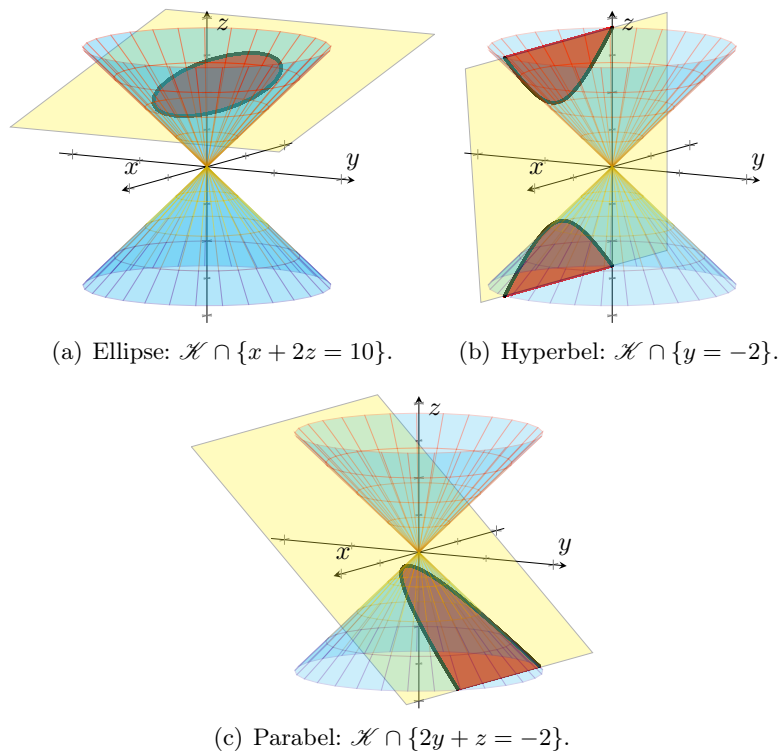 z
x
y
z
x
y
(a) Ellipse: 𝒦 ∩ {x + 2z = 10}.
(b) Hyperbel: 𝒦 ∩ {y = −2}.
z
x
y
(c) Parabel: 𝒦 ∩ {2y + z = −2}.